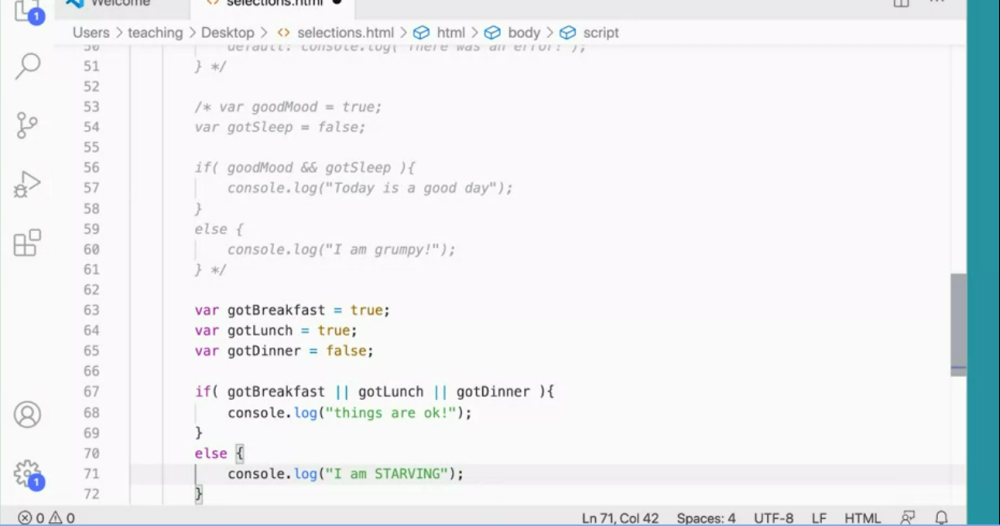 Welcome
selections.html
Users > teaching > Desktop > selections.html > html > body > script
50 default: console.log("There was an error!");
51 } */
52
53 /* var goodMood = true;
54 var gotSleep = false;
55
56 if( goodMood && gotSleep ){
57 console.log("Today is a good day");
58 }
59 else {
60 console.log("I am grumpy!");
61 } */
62
63 var gotBreakfast = true;
64 var gotLunch = true;
65 var gotDinner = false;
66
67 if( gotBreakfast || gotLunch || gotDinner ){
68 console.log("things are ok!");
69 }
70 else {
71 console.log("I am STARVING");
72 }
1
1
0 0 Ln 71, Col 42 Spaces: 4 UTF-8 LF HTML